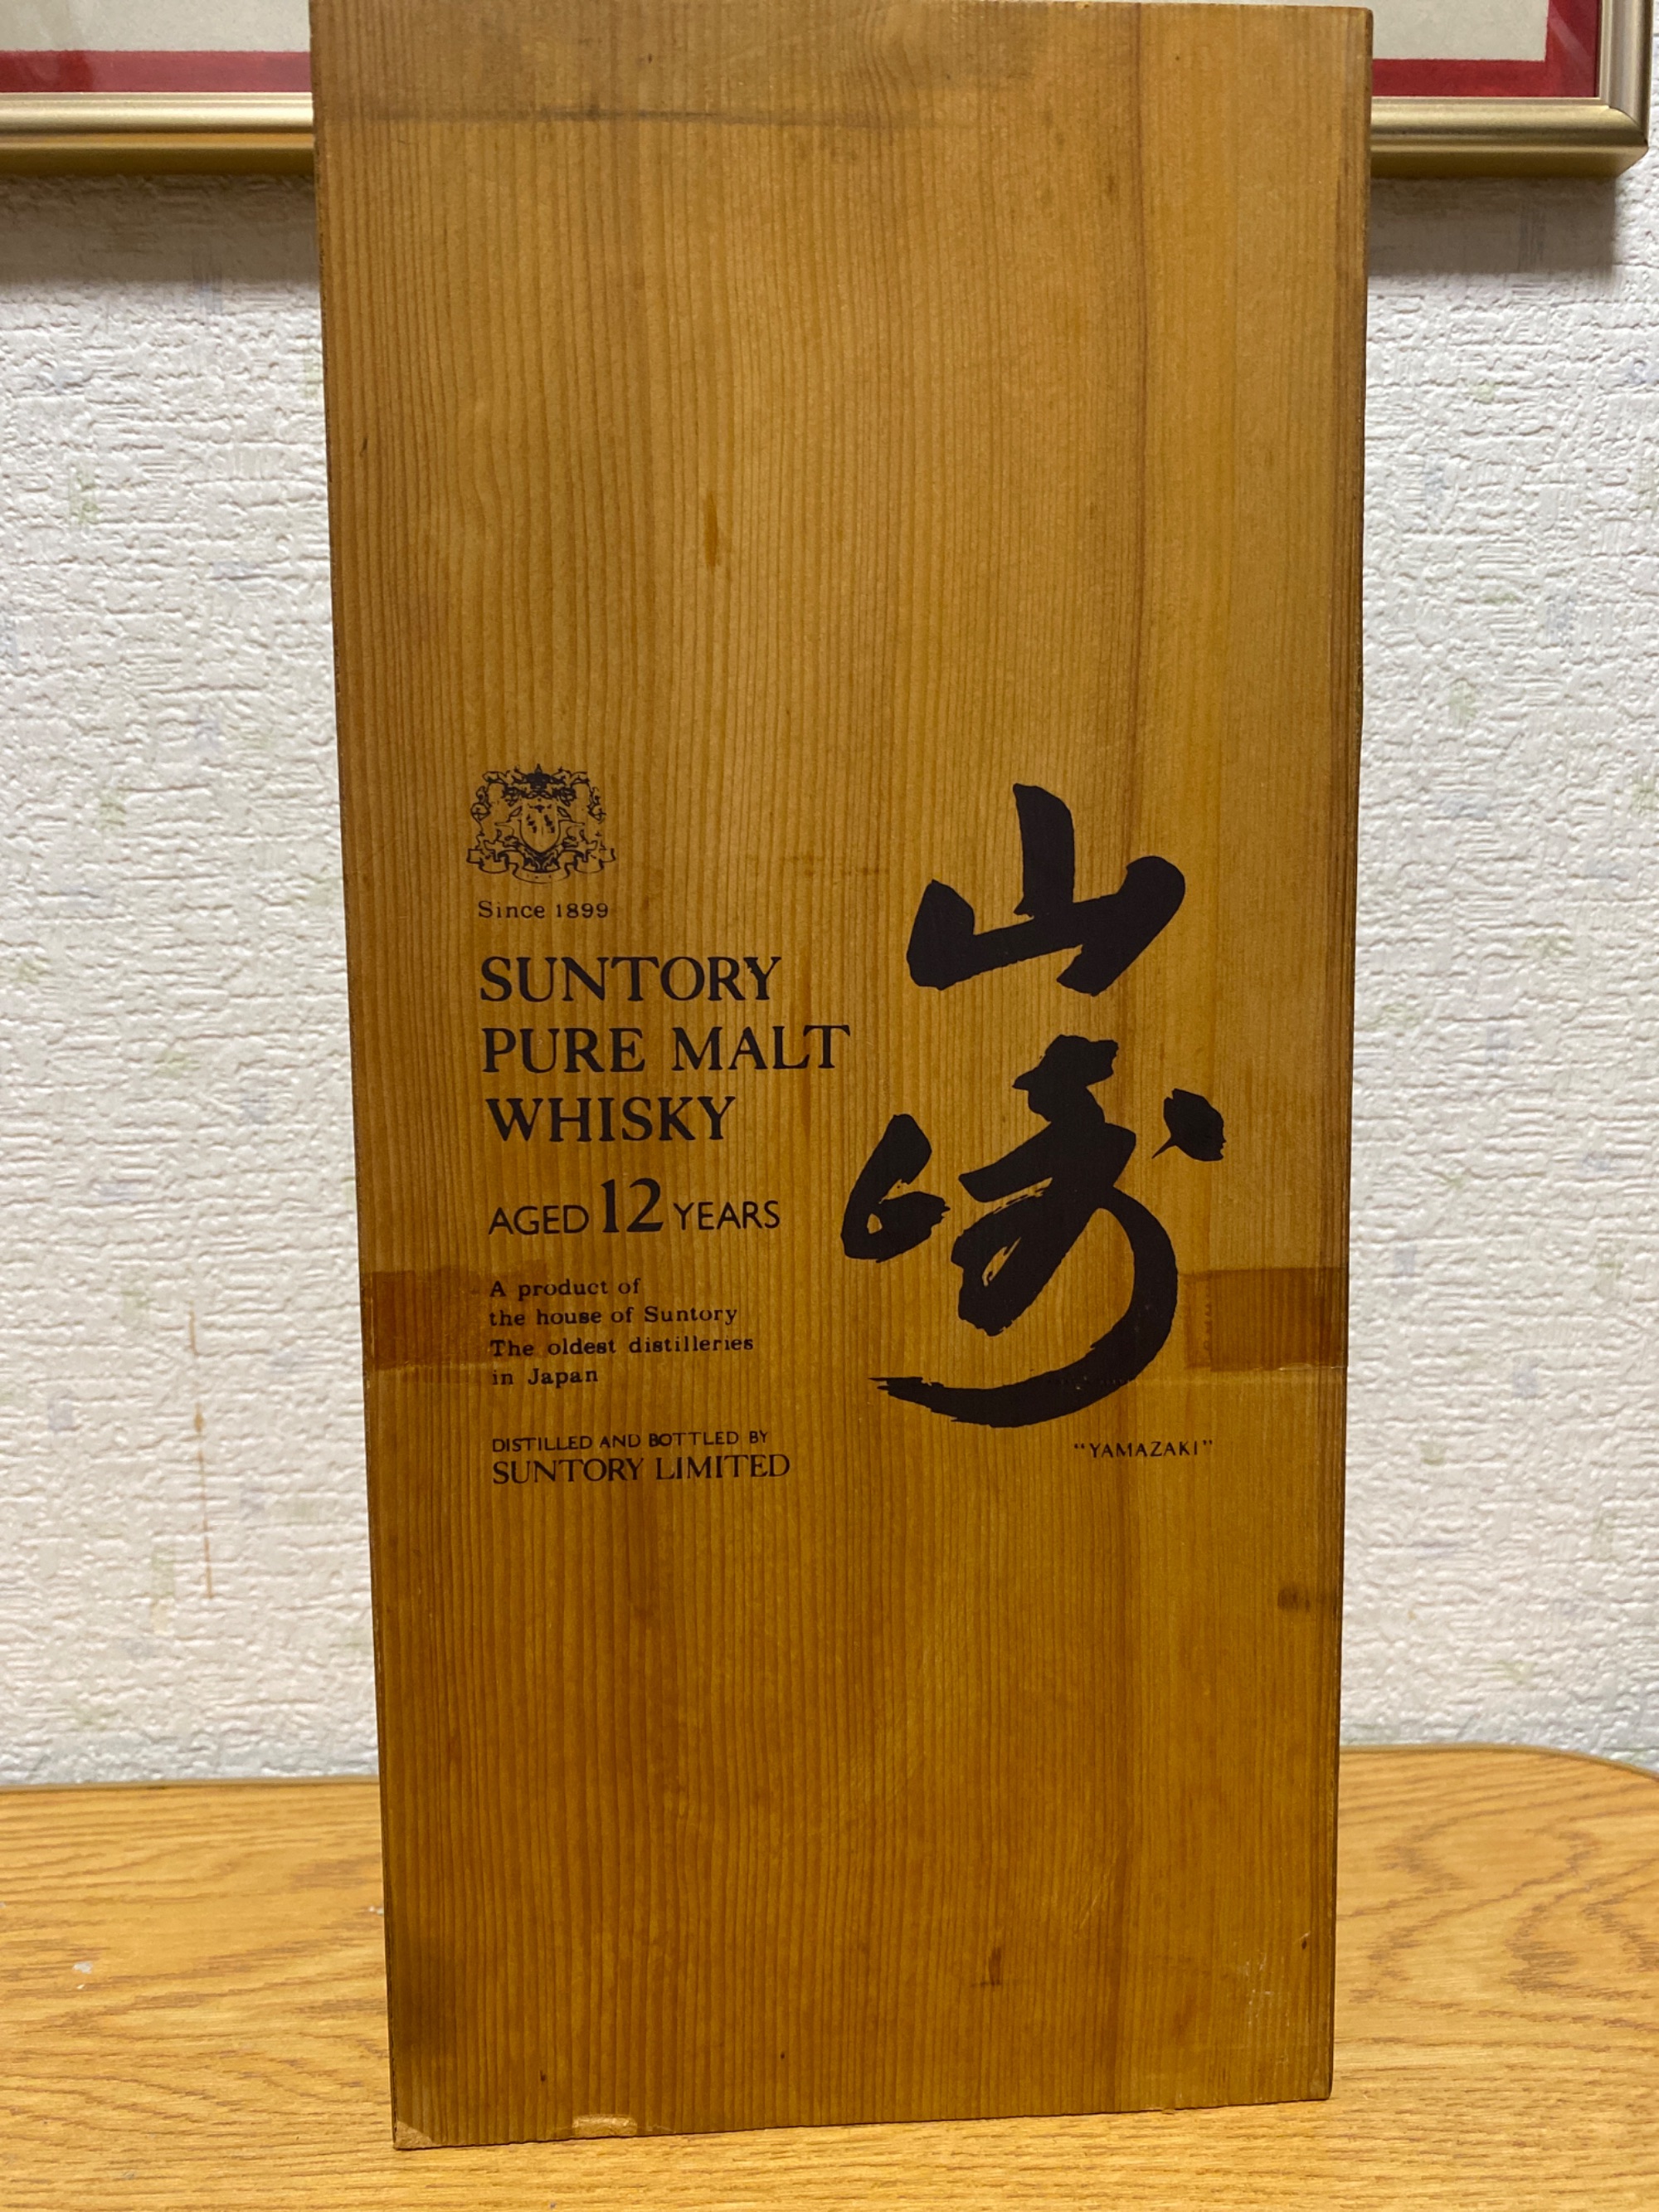 Since 1899
SUNTORY
PURE MALT
WHISKY
AGED 12 YEARS
A product of
the house of Suntory
The oldest distilleries
in Japan
DISTILLED AND BOTTLED BY
SUNTORY LIMITED
山崎
"YAMAZAKI"